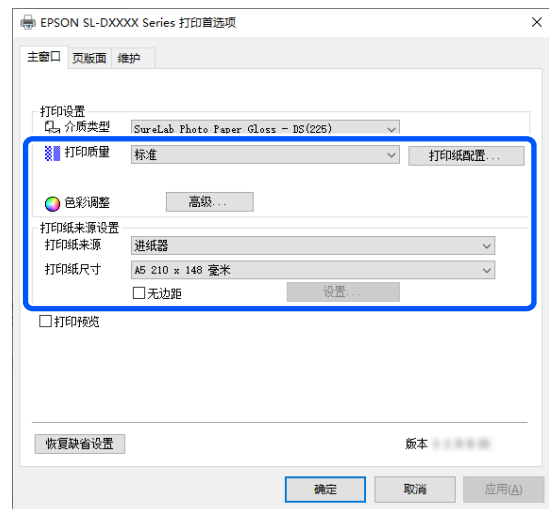 EPSON SL-DXXXX Series 打印首选项
主窗口 页版面 维护
打印设置
介质类型 SureLab Photo Paper Gloss - DS(225)
打印质量 标准 打印纸配置...
色彩调整 高级...
打印纸来源设置
打印纸来源 进纸器
打印纸尺寸 A5 210 x 148 毫米
无边距 设置...
打印预览
恢复缺省设置 版本
确定 取消 应用(A)